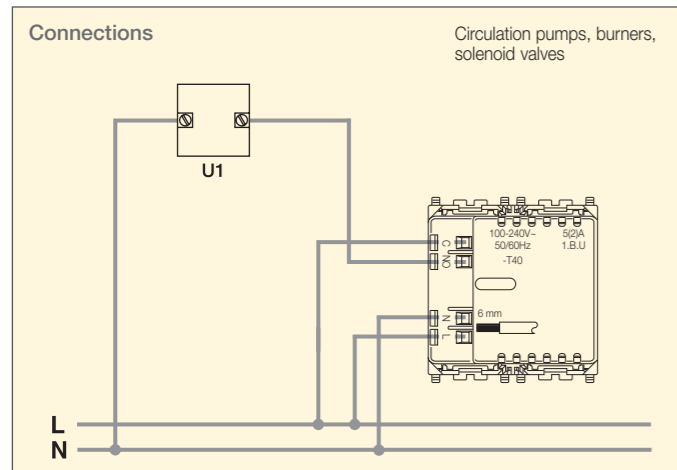 Connections
Circulation pumps, burners,
solenoid valves
U1
100-240V~ 5(2)A
50/60Hz 1.B.U
-T40
C
NO
6 mm
N
L
L
N